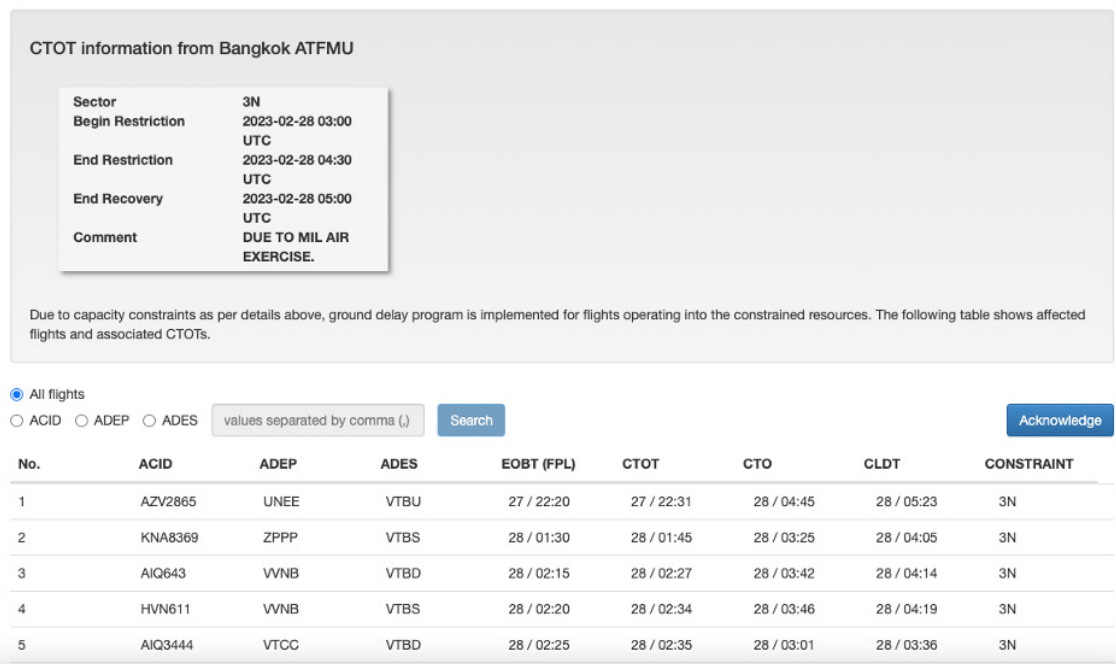 CTOT information from Bangkok ATFMU
Sector 3N
Begin Restriction 2023-02-28 03:00
UTC
End Restriction 2023-02-28 04:30
UTC
End Recovery 2023-02-28 05:00
UTC
Comment DUE TO MIL AIR
EXERCISE.
Due to capacity constraints as per details above, ground delay program is implemented for flights operating into the constrained resources. The following table shows affected
flights and associated CTOTs.
All flights
ACID ADEP ADES values separated by comma (,) Search Acknowledge
No. ACID ADEP ADES EOBT (FPL) CTOT CTO CLDT CONSTRAINT
1 AZV2865 UNEE VTBU 27 / 22:20 27 / 22:31 28 / 04:45 28 / 05:23 3N
2 KNA8369 ZPPP VTBS 28 / 01:30 28 / 01:45 28 / 03:25 28 / 04:05 3N
3 AIQ643 VVNB VTBD 28 / 02:15 28 / 02:27 28 / 03:42 28 / 04:14 3N
4 HVN611 VVNB VTBS 28 / 02:20 28 / 02:34 28 / 03:46 28 / 04:19 3N
5 AIQ3444 VTCC VTBD 28 / 02:25 28 / 02:35 28 / 03:01 28 / 03:36 3N